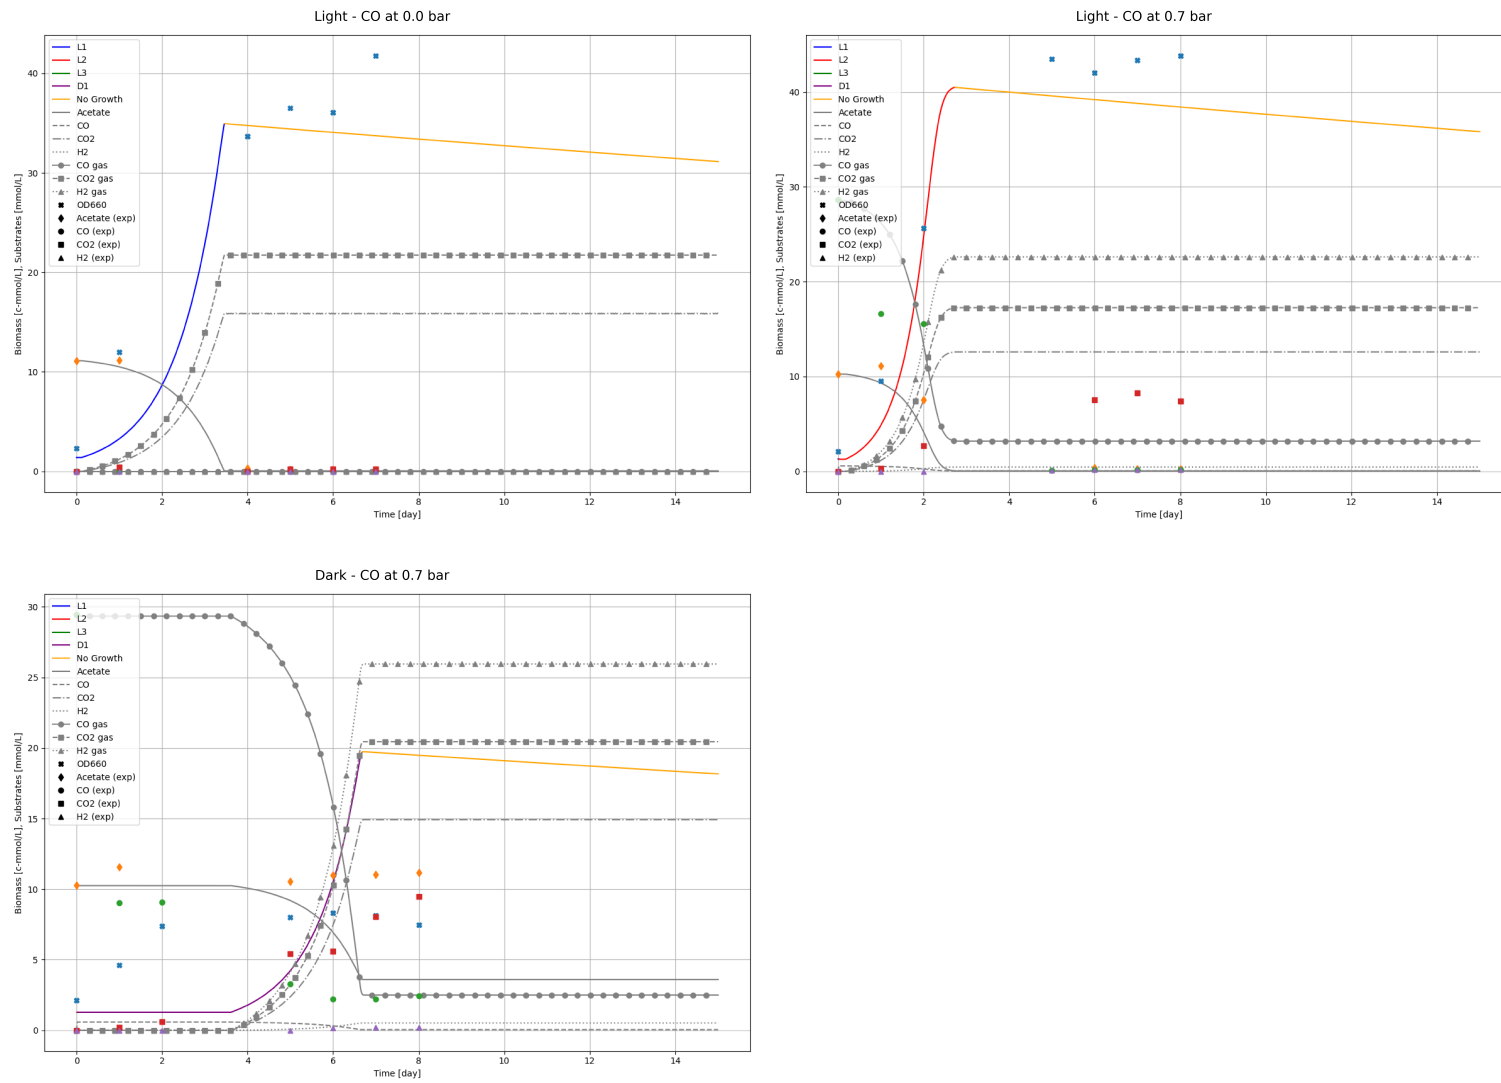 Light - CO at 0.0 bar
L1
L2
L3
D1
No Growth
Acetate
CO
CO2
H2
CO gas
CO2 gas
H2 gas
OD660
Acetate (exp)
CO (exp)
CO2 (exp)
H2 (exp)
Biomass [c-mmol/L], Substrates [mmol/L]
40
30
20
10
0
0 2 4 6 8 10 12 14
Time [day]
Light - CO at 0.7 bar
L1
L2
L3
D1
No Growth
Acetate
CO
CO2
H2
CO gas
CO2 gas
H2 gas
OD660
Acetate (exp)
CO (exp)
CO2 (exp)
H2 (exp)
Biomass [c-mmol/L], Substrates [mmol/L]
40
30
20
10
0
0 2 4 6 8 10 12 14
Time [day]
Dark - CO at 0.7 bar
L1
L2
L3
D1
No Growth
Acetate
CO
CO2
H2
CO gas
CO2 gas
H2 gas
OD660
Acetate (exp)
CO (exp)
CO2 (exp)
H2 (exp)
Biomass [c-mmol/L], Substrates [mmol/L]
30
25
20
15
10
5
0
0 2 4 6 8 10 12 14
Time [day]